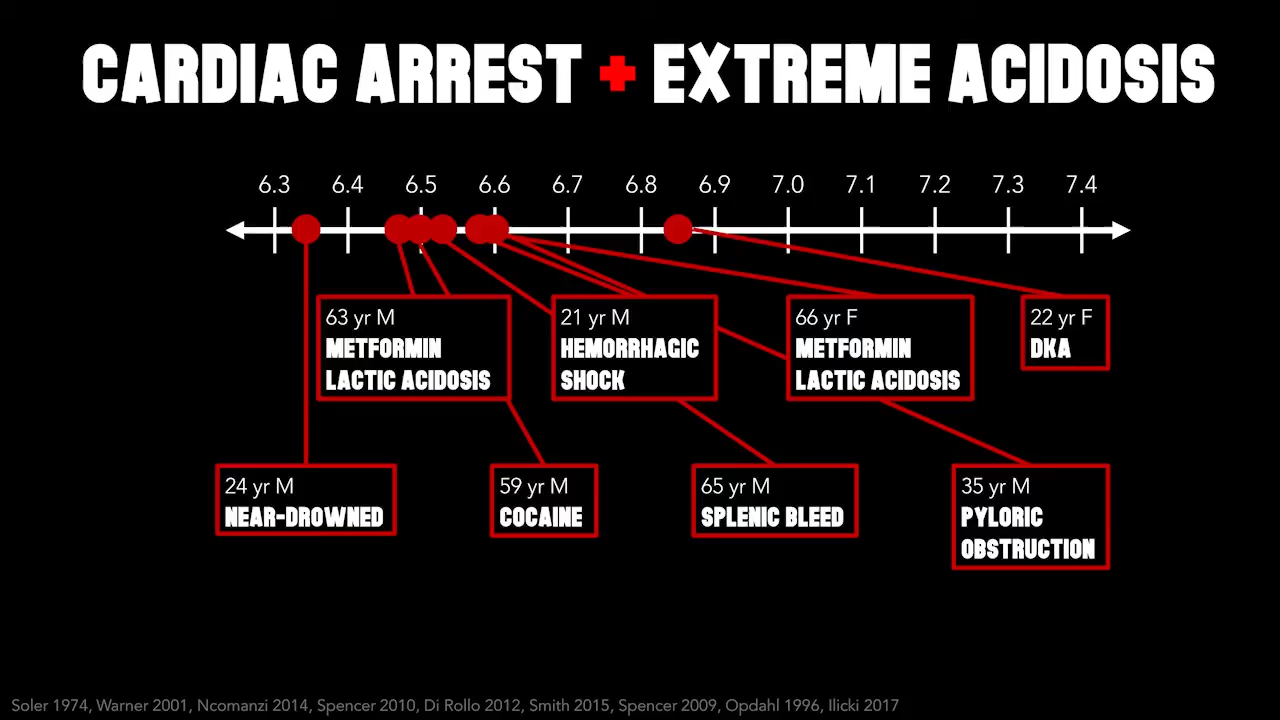 CARDIAC ARREST + EXTREME ACIDOSIS
6.3 6.4 6.5 6.6 6.7 6.8 6.9 7.0 7.1 7.2 7.3 7.4
63 yr M
METFORMIN
LACTIC ACIDOSIS
21 yr M
HEMORRHAGIC
SHOCK
66 yr F
METFORMIN
LACTIC ACIDOSIS
22 yr F
DKA
24 yr M
NEAR-DROWNED
59 yr M
COCAINE
65 yr M
SPLENIC BLEED
35 yr M
PYLORIC
OBSTRUCTION
Soler 1974, Warner 2001, Ncomanzi 2014, Spencer 2010, Di Rollo 2012, Smith 2015, Spencer 2009, Opdahl 1996, Ilicki 2017